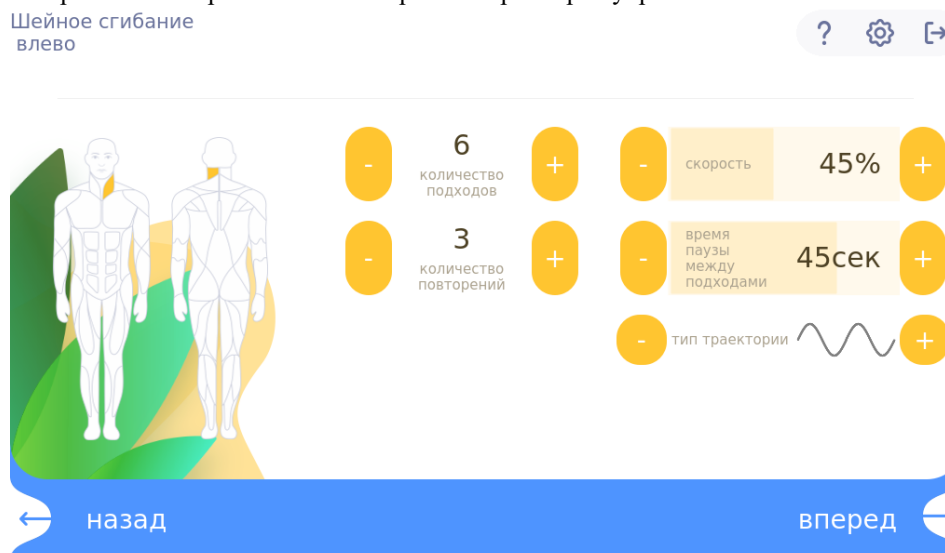 Шейное сгибание
влево
?
- 6 +
количество
подходов
- скорость 45% +
- 3 +
количество
повторений
- время
паузы
между
подходами
45сек +
- тип траектории +
назад
вперед